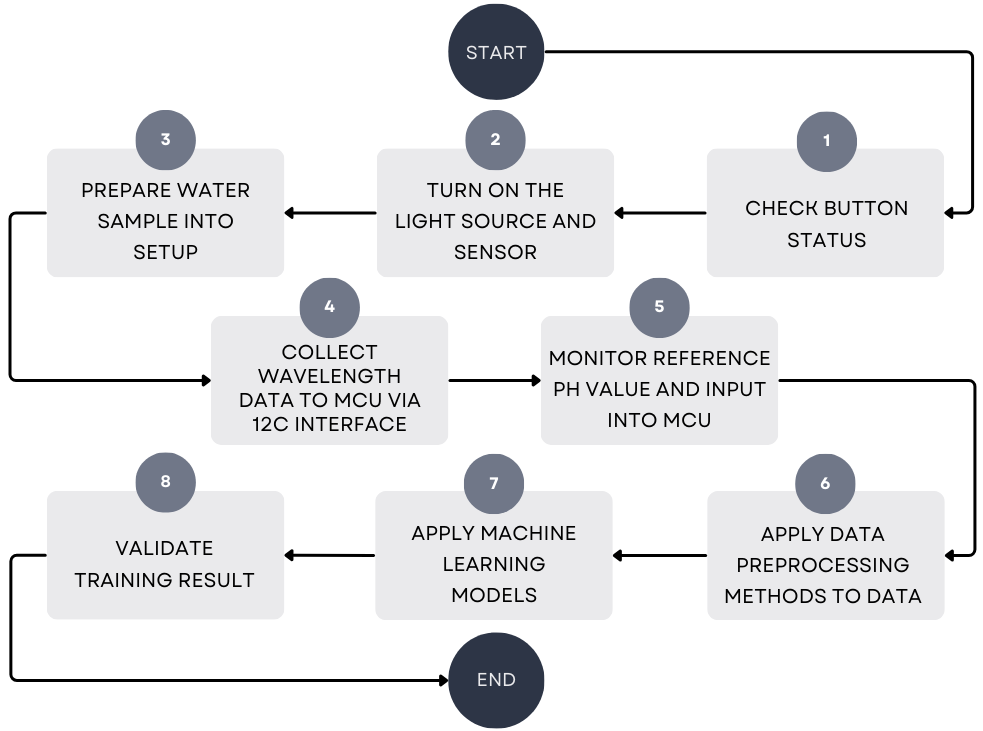 START
1
CHECK BUTTON
STATUS
2
TURN ON THE
LIGHT SOURCE AND
SENSOR
3
PREPARE WATER
SAMPLE INTO
SETUP
4
COLLECT
WAVELENGTH
DATA TO MCU VIA
12C INTERFACE
5
MONITOR REFERENCE
PH VALUE AND INPUT
INTO MCU
6
APPLY DATA
PREPROCESSING
METHODS TO DATA
7
APPLY MACHINE
LEARNING
MODELS
8
VALIDATE
TRAINING RESULT
END